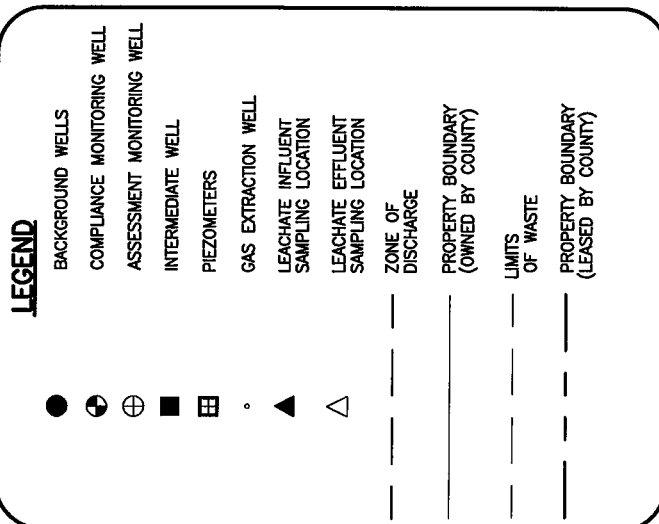 LEGEND
BACKGROUND WELLS
COMPLIANCE MONITORING WELL
ASSESSMENT MONITORING WELL
INTERMEDIATE WELL
PIEZOMETERS
GAS EXTRACTION WELL
LEACHATE INFLUENT
SAMPLING LOCATION
LEACHATE EFFLUENT
SAMPLING LOCATION
ZONE OF
DISCHARGE
PROPERTY BOUNDARY
(OWNED BY COUNTY)
LIMITS
OF WASTE
PROPERTY BOUNDARY
(LEASED BY COUNTY)